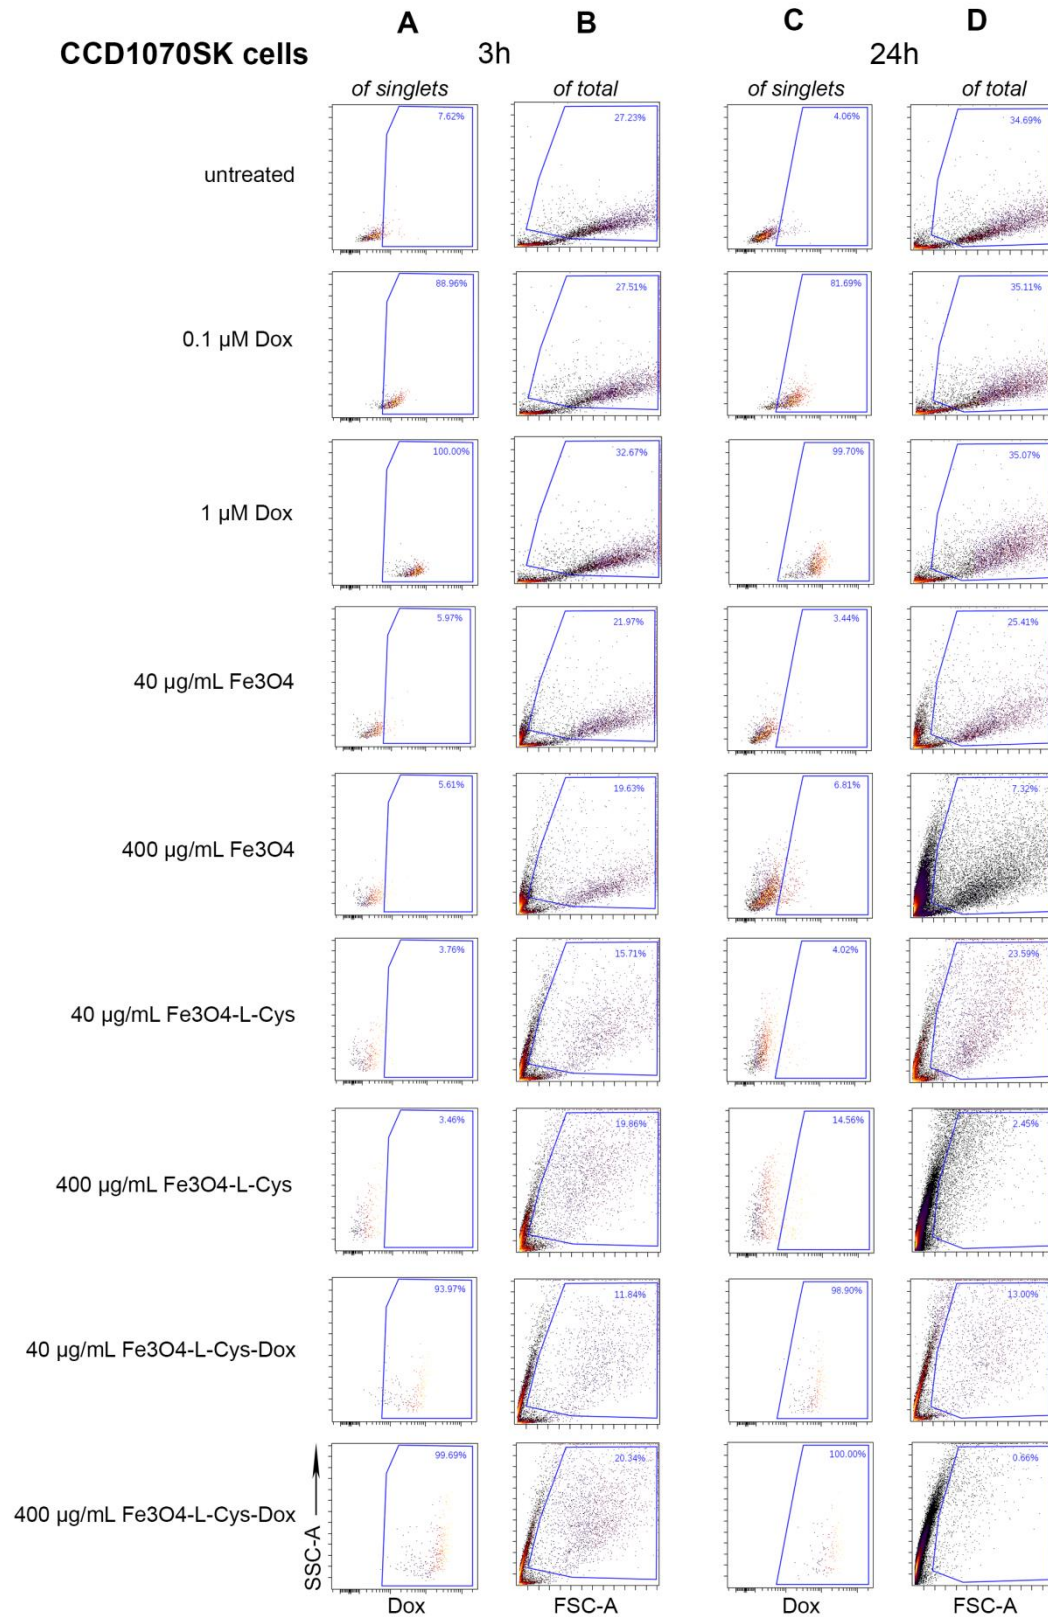 A B C D
CCD1070SK cells 3h 24h
of singlets of total of singlets of total
untreated 7.62% 27.23% 4.06% 34.69%
0.1 µM Dox 88.96% 27.51% 81.69% 35.11%
1 µM Dox 100.00% 32.67% 99.70% 35.07%
40 µg/mL Fe3O4 5.97% 21.97% 3.44% 25.41%
400 µg/mL Fe3O4 5.61% 19.63% 6.81% 7.32%
40 µg/mL Fe3O4-L-Cys 3.76% 15.71% 4.02% 23.59%
400 µg/mL Fe3O4-L-Cys 3.46% 19.86% 14.56% 2.45%
40 µg/mL Fe3O4-L-Cys-Dox 93.97% 11.84% 98.90% 13.00%
400 µg/mL Fe3O4-L-Cys-Dox 99.69% 20.34% 100.00% 0.66%
SSC-A
Dox FSC-A Dox FSC-A